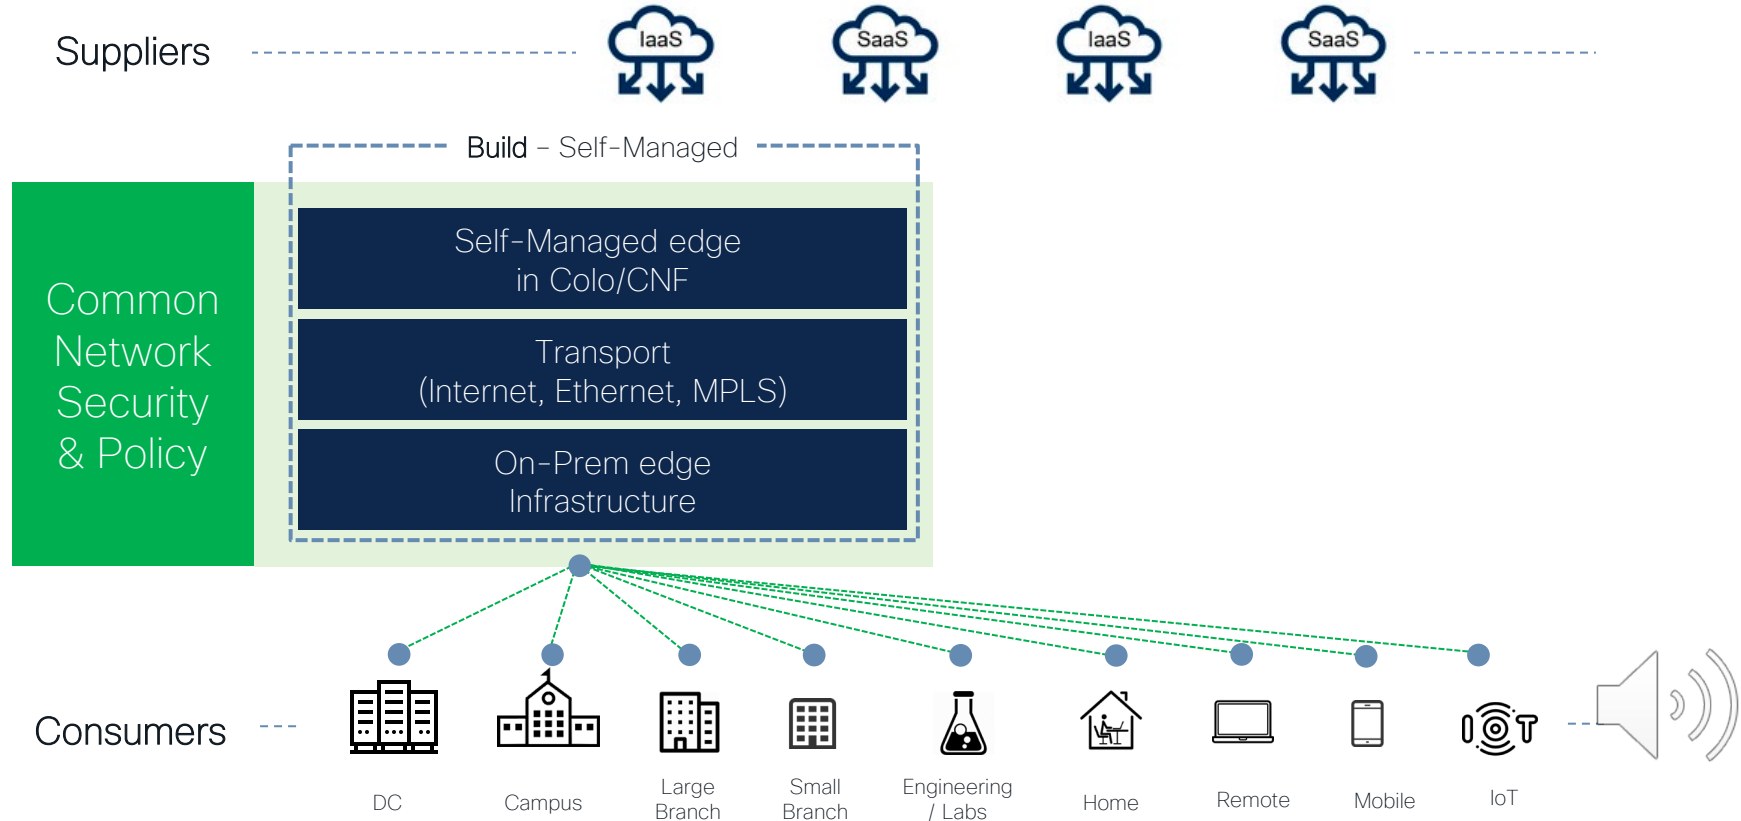 Suppliers
IaaS
SaaS
IaaS
SaaS
Build - Self-Managed
Common
Network
Security
& Policy
Self-Managed edge
in Colo/CNF
Transport
(Internet, Ethernet, MPLS)
On-Prem edge
Infrastructure
Consumers
IOT
DC
Campus
Large
Branch
Small
Branch
Engineering
/ Labs
Home
Remote
Mobile
IoT